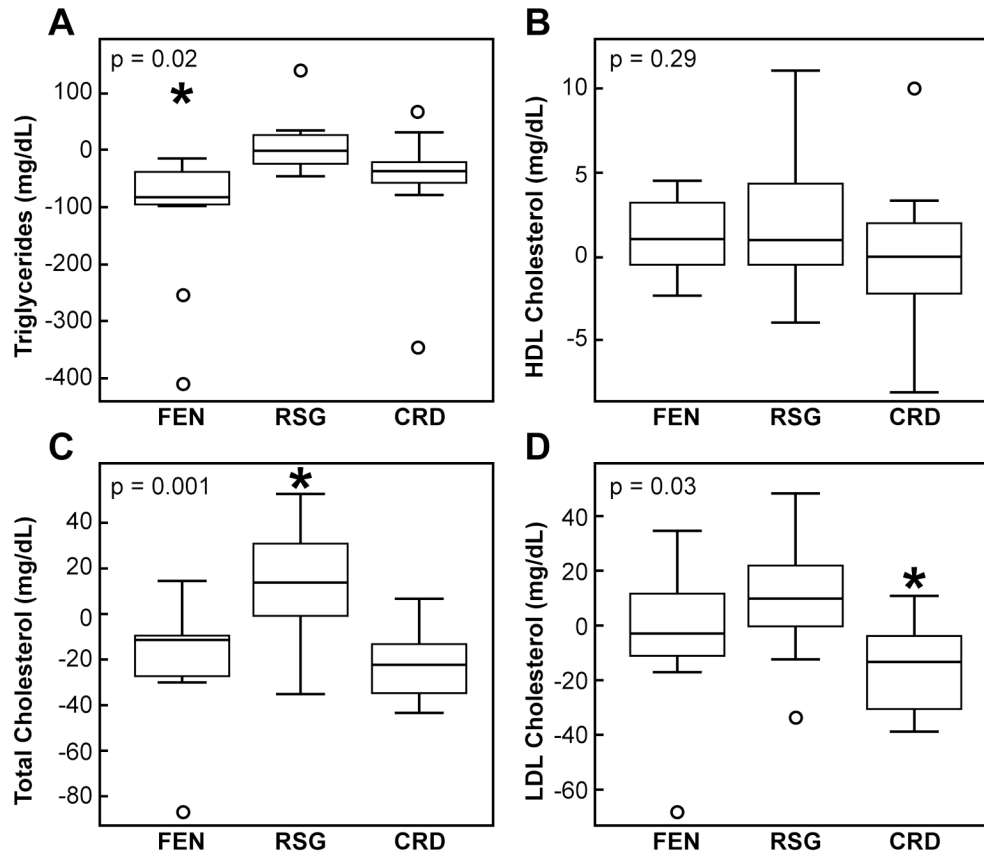 A
p = 0.02
*
Triglycerides (mg/dL)
100
0
-100
-200
-300
-400
FEN RSG CRD
B
p = 0.29
HDL Cholesterol (mg/dL)
10
5
0
-5
FEN RSG CRD
C
p = 0.001
*
Total Cholesterol (mg/dL)
40
20
0
-20
-40
-60
-80
FEN RSG CRD
D
p = 0.03
*
LDL Cholesterol (mg/dL)
40
20
0
-20
-40
-60
FEN RSG CRD